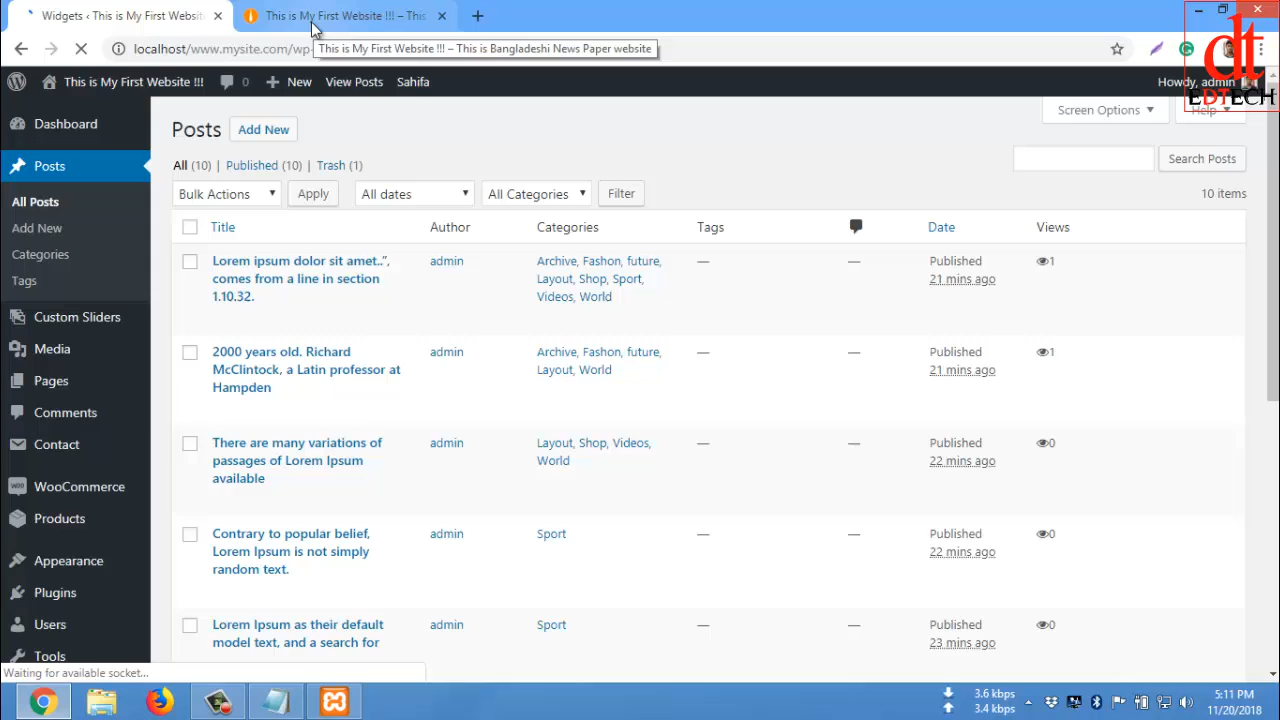 Widgets ‹ This is My First Websit
This is My First Website !!! – This
localhost/www.mysite.com/wp-
This is My First Website !!! – This is Bangladeshi News Paper website
dt
EDTECH
This is My First Website !!!
0
New
View Posts
Sahifa
Howdy, admin
Dashboard
Posts
All Posts
Add New
Categories
Tags
Custom Sliders
Media
Pages
Comments
Contact
WooCommerce
Products
Appearance
Plugins
Users
Tools
Posts
Add New
Screen Options
Help
All (10) | Published (10) | Trash (1)
Search Posts
Bulk Actions
Apply
All dates
All Categories
Filter
10 items
Title
Author
Categories
Tags
Date
Views
Lorem ipsum dolor sit amet..”,
comes from a line in section
1.10.32.
admin
Archive, Fashon, future,
Layout, Shop, Sport,
Videos, World
—
—
Published
21 mins ago
1
2000 years old. Richard
McClintock, a Latin professor at
Hampden
admin
Archive, Fashon, future,
Layout, World
—
—
Published
21 mins ago
1
There are many variations of
passages of Lorem Ipsum
available
admin
Layout, Shop, Videos,
World
—
—
Published
22 mins ago
0
Contrary to popular belief,
Lorem Ipsum is not simply
random text.
admin
Sport
—
—
Published
22 mins ago
0
Lorem Ipsum as their default
model text, and a search for
admin
Sport
—
—
Published
23 mins ago
0
Waiting for available socket...
3.6 kbps
3.4 kbps
5:11 PM
11/20/2018